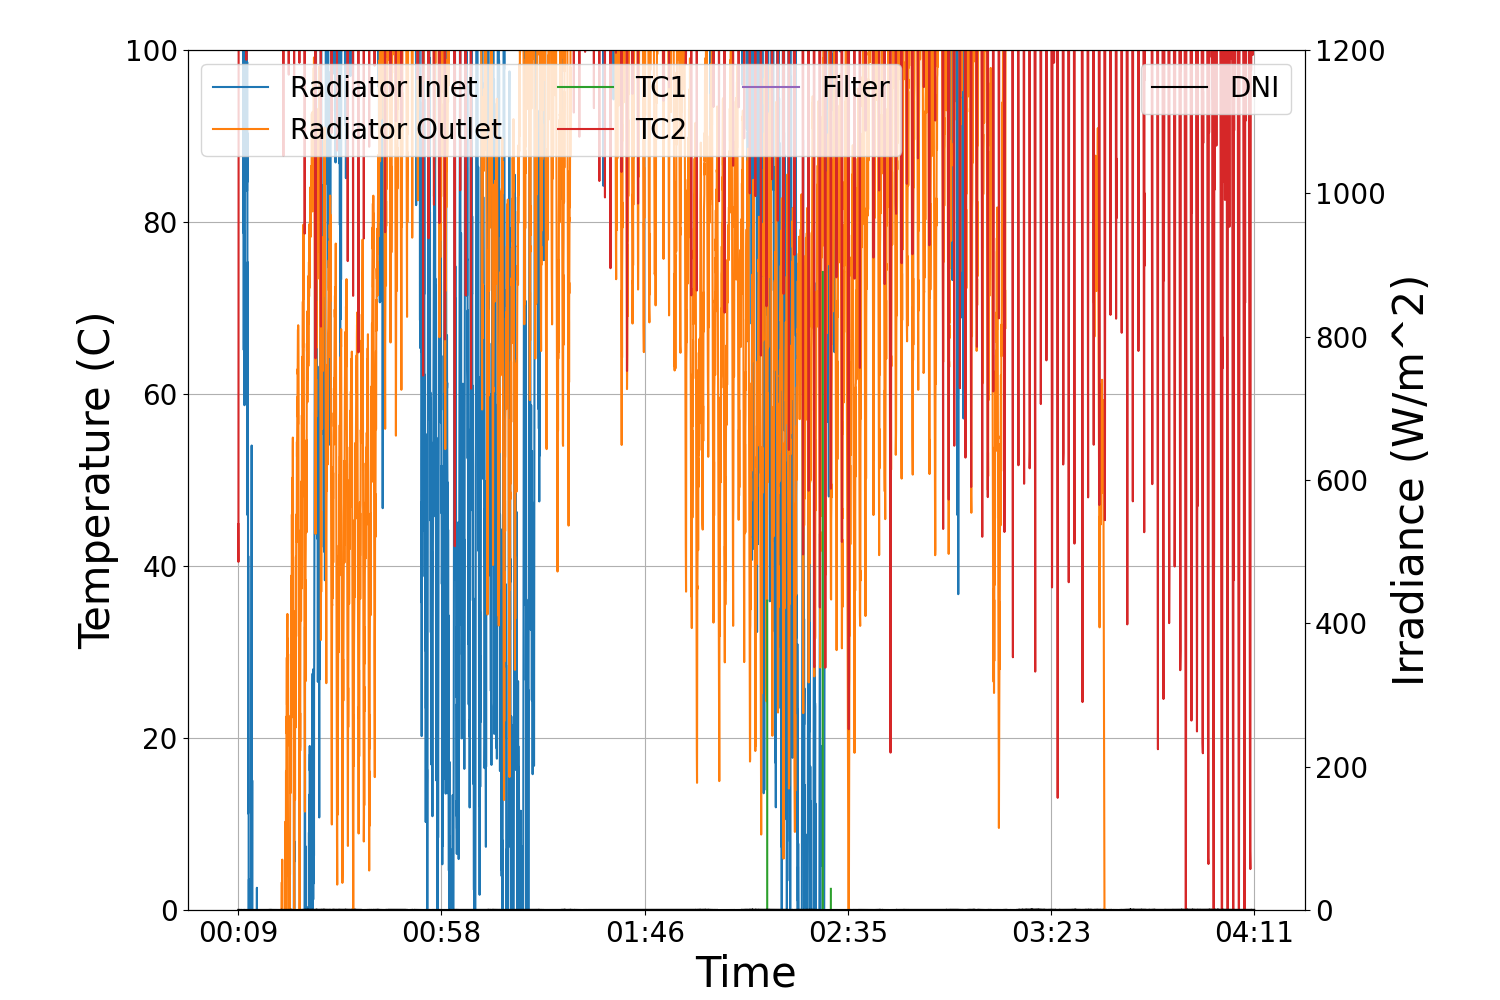 100
80
60
40
20
0
Temperature (C)
Radiator Inlet
Radiator Outlet
TC1
TC2
Filter
DNI
1200
1000
800
600
400
200
0
Irradiance (W/m^2)
00:09 00:58 01:46 02:35 03:23 04:11
Time